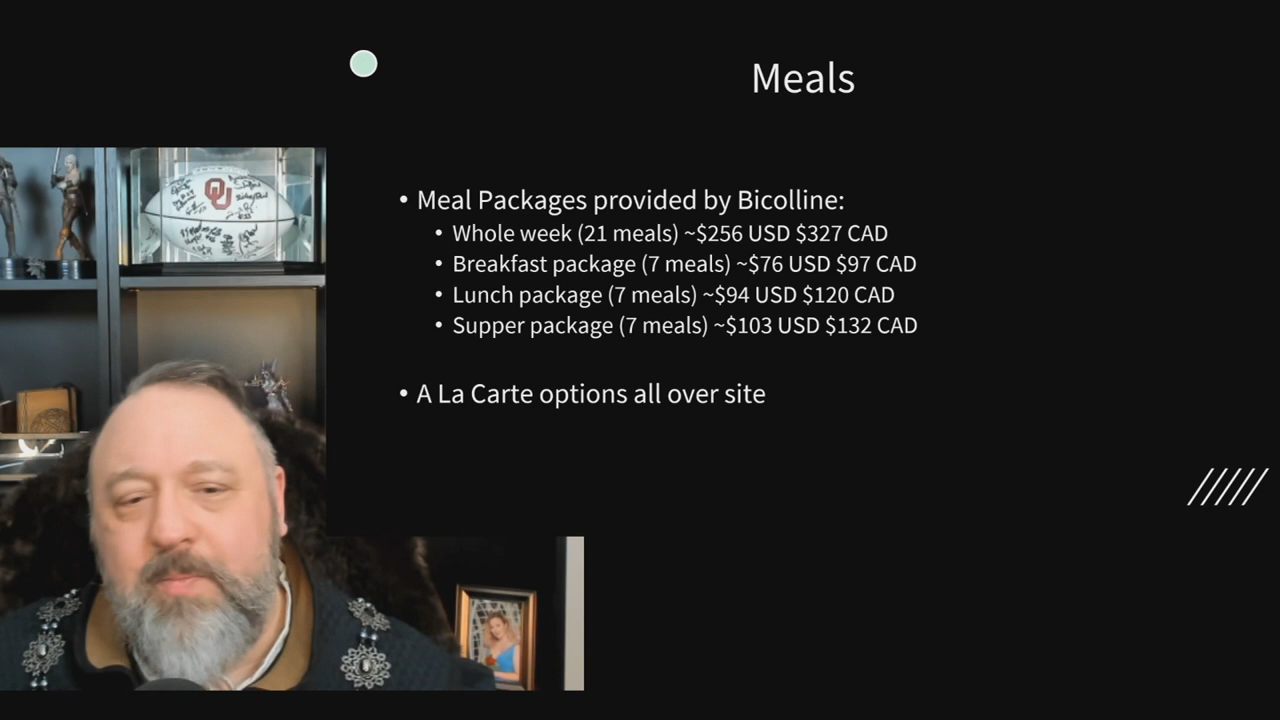 Meals
• Meal Packages provided by Bicolline:
• Whole week (21 meals) ~$256 USD $327 CAD
• Breakfast package (7 meals) ~$76 USD $97 CAD
• Lunch package (7 meals) ~$94 USD $120 CAD
• Supper package (7 meals) ~$103 USD $132 CAD
• A La Carte options all over site
OU